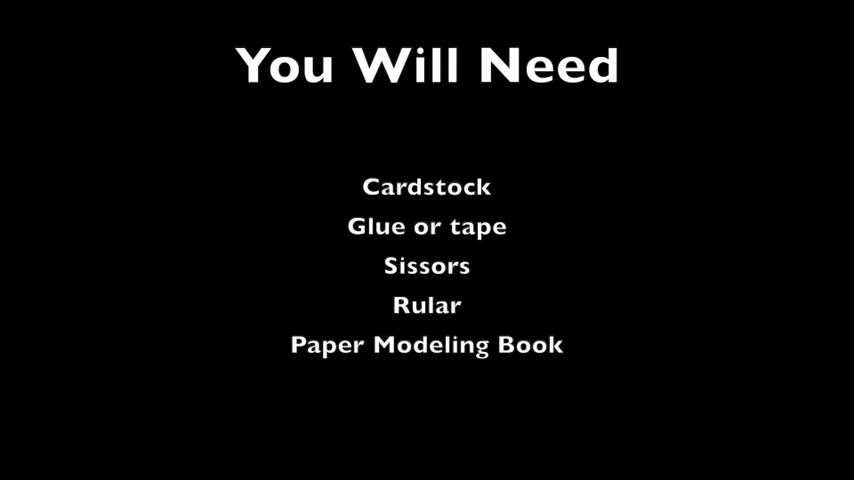 You Will Need
Cardstock
Glue or tape
Sissors
Rular
Paper Modeling Book